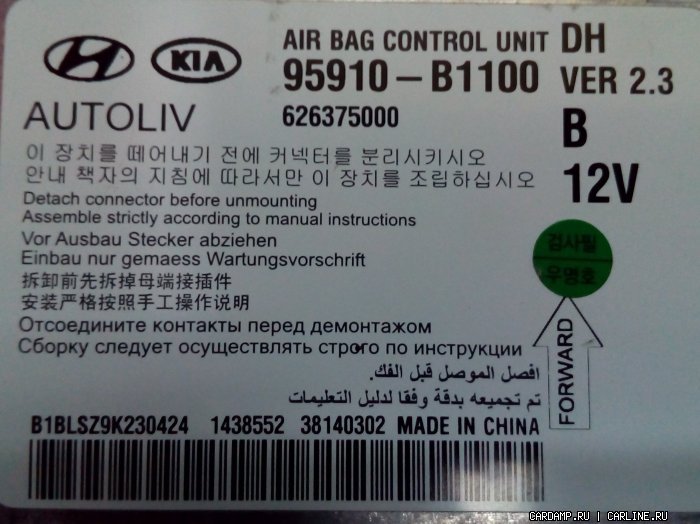 KIA
AIR BAG CONTROL UNIT DH
95910-B1100 VER 2.3
AUTOLIV 626375000 B
12V
이 장치를 떼어내기 전에 커넥터를 분리시키시오
안내 책자의 지침에 따라서만 이 장치를 조립하십시오
Detach connector before unmounting
Assemble strictly according to manual instructions
Vor Ausbau Stecker abziehen
Einbau nur gemaess Wartungsvorschrift
拆卸前先拆掉母端接插件
安装严格按照手工操作说明
Отсоедините контакты перед демонтажом
Сборку следует осуществлять строго по инструкции
افصل الموصل قبل الفك.
تم تجميعه بدقة وفقا لدليل التعليمات
검사필
우영호
FORWARD
B1BLSZ9K230424 1438552 38140302 MADE IN CHINA
CARDAMP.RU | CARLINE.RU